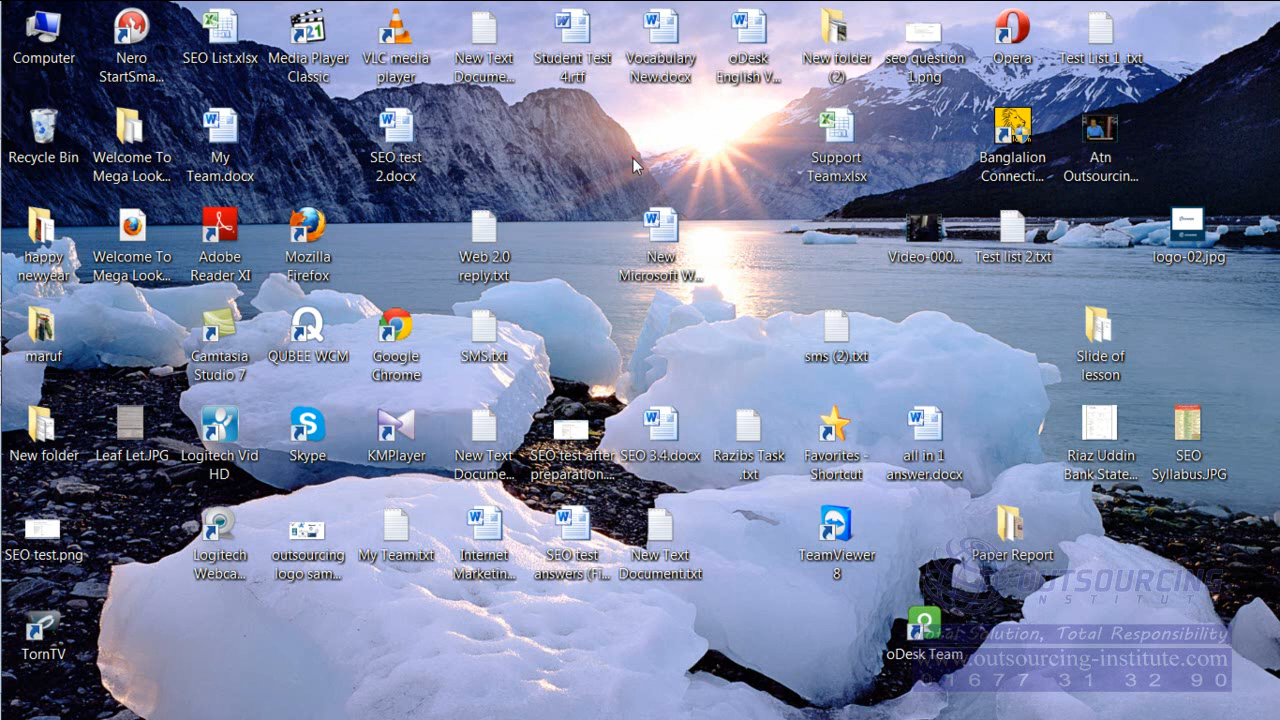 Computer
Nero
StartSma...
SEO List.xlsx
Media Player
Classic
VLC media
player
New Text
Docume...
Student Test
4.rtf
Vocabulary
New.docx
oDesk
English V...
New folder
(2)
seo question
1.png
Opera
Test List 1 .txt
Recycle Bin
Welcome To
Mega Look...
My
Team.docx
SEO test
2.docx
Support
Team.xlsx
Banglalion
Connecti...
Atn
Outsourcin...
happy
newyear
Welcome To
Mega Look...
Adobe
Reader XI
Mozilla
Firefox
Web 2.0
reply.txt
New
Microsoft W...
Video-000...
Test list 2.txt
logo-02.jpg
maruf
Camtasia
Studio 7
QUBEE WCM
Google
Chrome
SMS.txt
sms (2).txt
Slide of
lesson
New folder
Leaf Let.JPG
Logitech Vid
HD
Skype
KMPlayer
New Text
Docume...
SEO test after
preparation....
SEO 3.4.docx
Razibs Task
.txt
Favorites -
Shortcut
all in 1
answer.docx
Riaz Uddin
Bank State...
SEO
Syllabus.JPG
SEO test.png
Logitech
Webca...
outsourcing
logo sam...
My Team.txt
Internet
Marketin...
SEO test
answers (Fi...
New Text
Document.txt
TeamViewer
8
Paper Report
OUTSOURCING
INSTITUT
TornTV
oDesk Team
Total Solution, Total Responsibility
www.outsourcing-institute.com
01677 31 32 90